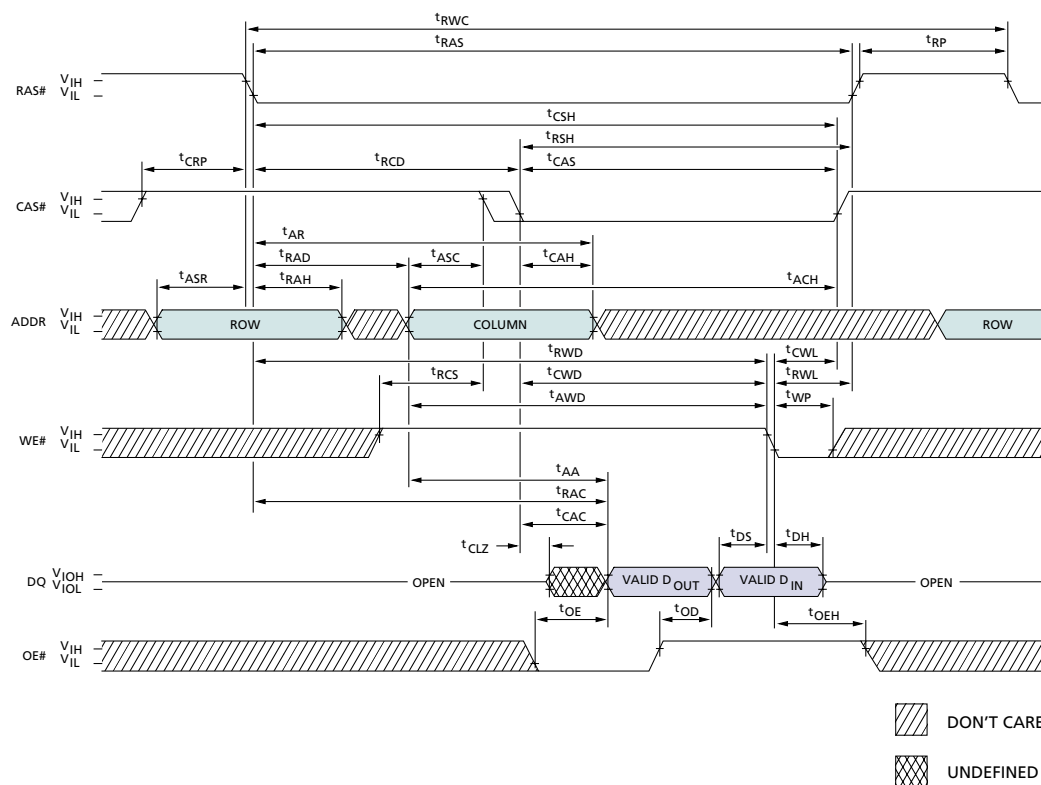 tRWC
tRAS tRP
RAS# VIH
VIL
tCSH
tRSH
tCRP tRCD tCAS
CAS# VIH
VIL
tAR
tRAD tASC tCAH
tASR tRAH tACH
ADDR VIH
VIL
ROW COLUMN ROW
tRWD tCWL
tRCS tCWD tRWL
tAWD tWP
WE# VIH
VIL
tAA
tRAC
tCAC
tCLZ tDS tDH
DQ VIOH
VIOL
OPEN VALID DOUT VALID DIN OPEN
tOE tOD tOEH
OE# VIH
VIL
DON'T CARE
UNDEFINED